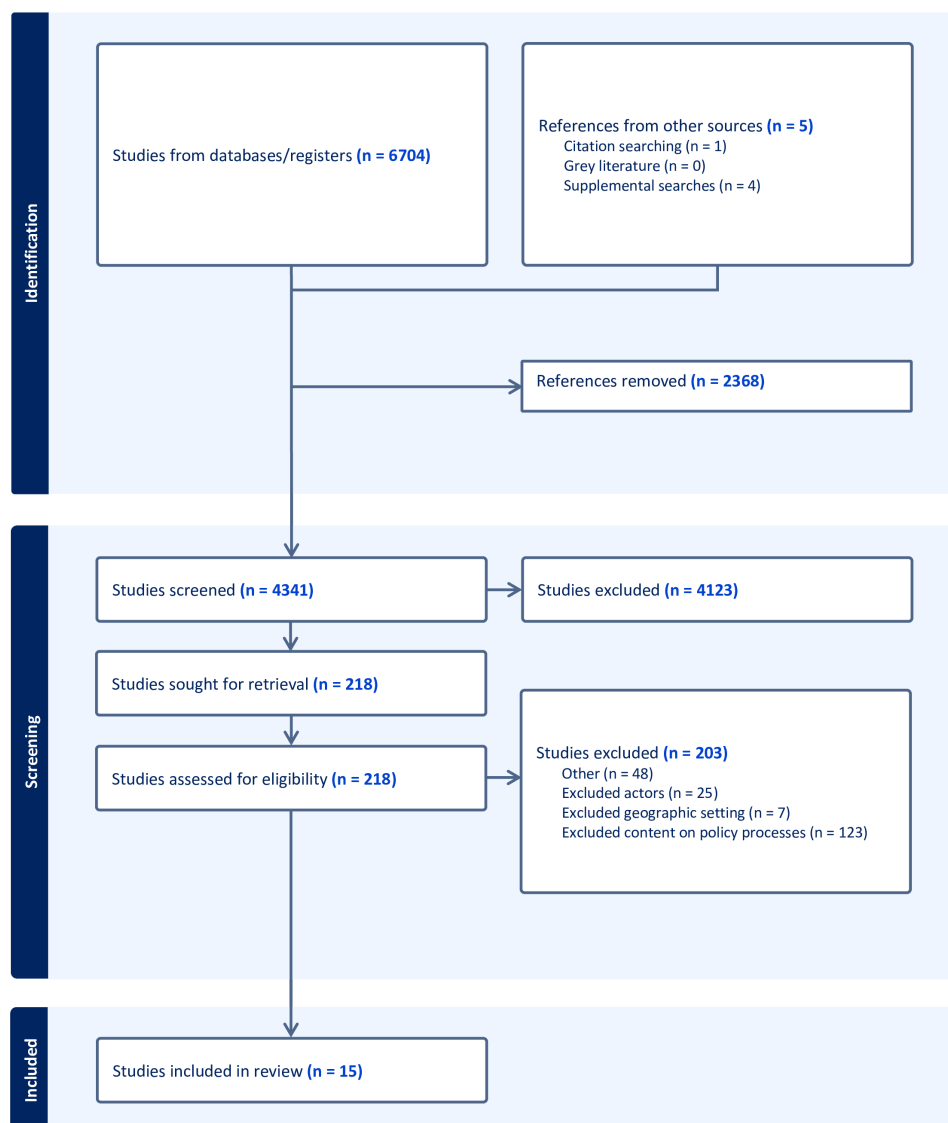 Identification
Studies from databases/registers (n = 6704)
References from other sources (n = 5)
Citation searching (n = 1)
Grey literature (n = 0)
Supplemental searches (n = 4)
References removed (n = 2368)
Screening
Studies screened (n = 4341)
Studies excluded (n = 4123)
Studies sought for retrieval (n = 218)
Studies assessed for eligibility (n = 218)
Studies excluded (n = 203)
Other (n = 48)
Excluded actors (n = 25)
Excluded geographic setting (n = 7)
Excluded content on policy processes (n = 123)
Included
Studies included in review (n = 15)